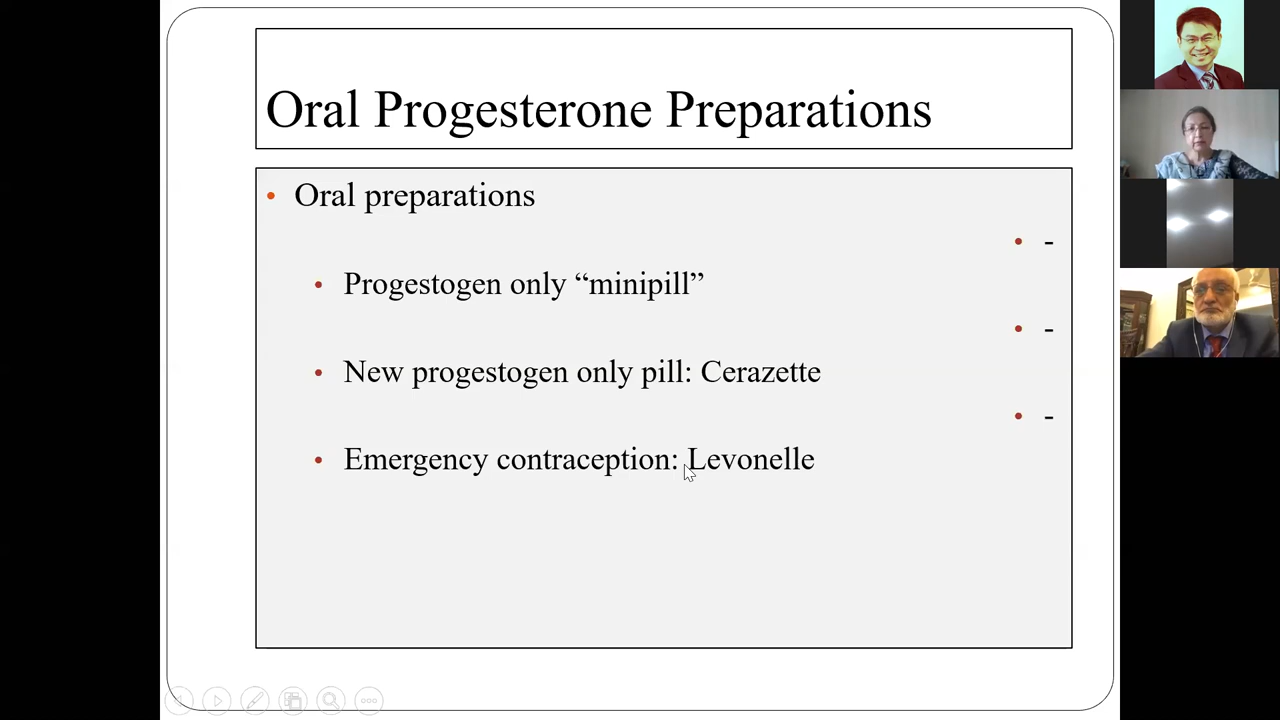 Oral Progesterone Preparations
• Oral preparations
• -
• Progestogen only “minipill”
• -
• New progestogen only pill: Cerazette
• -
• Emergency contraception: Levonelle